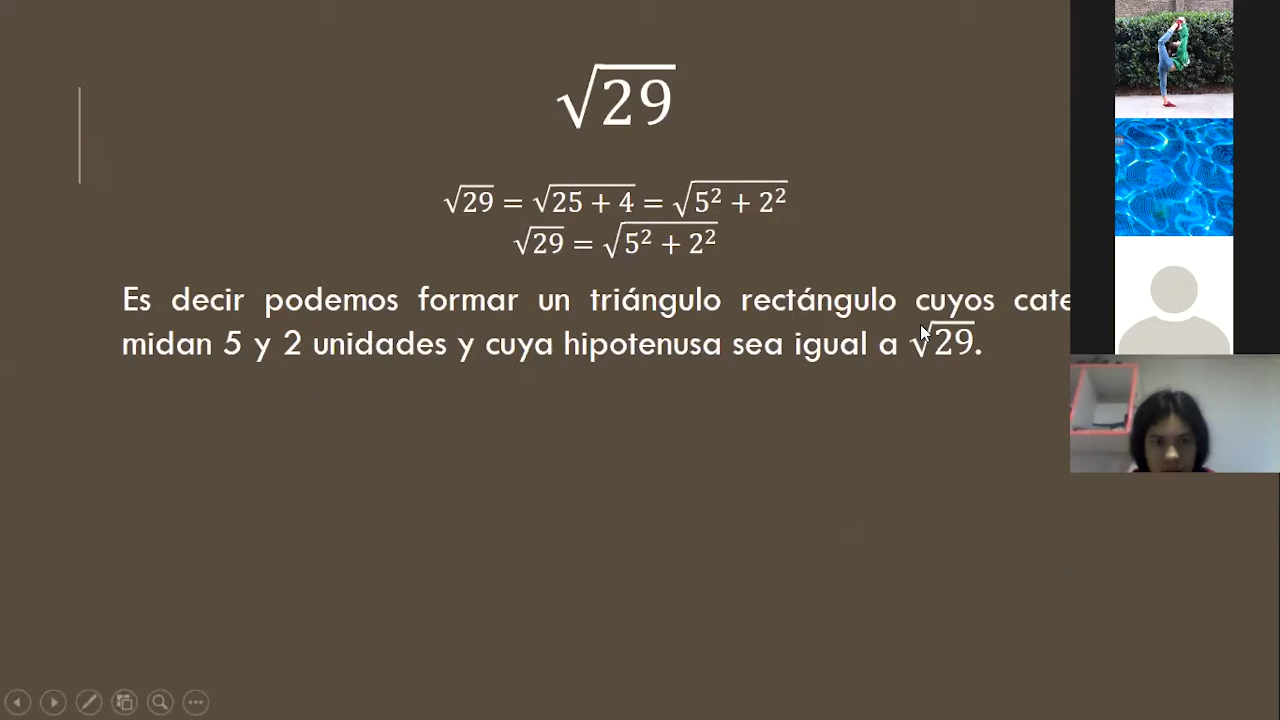 √29
√29 = √25 + 4 = √5² + 2²
√29 = √5² + 2²
Es decir podemos formar un triángulo rectángulo cuyos cate
midan 5 y 2 unidades y cuya hipotenusa sea igual a √29.